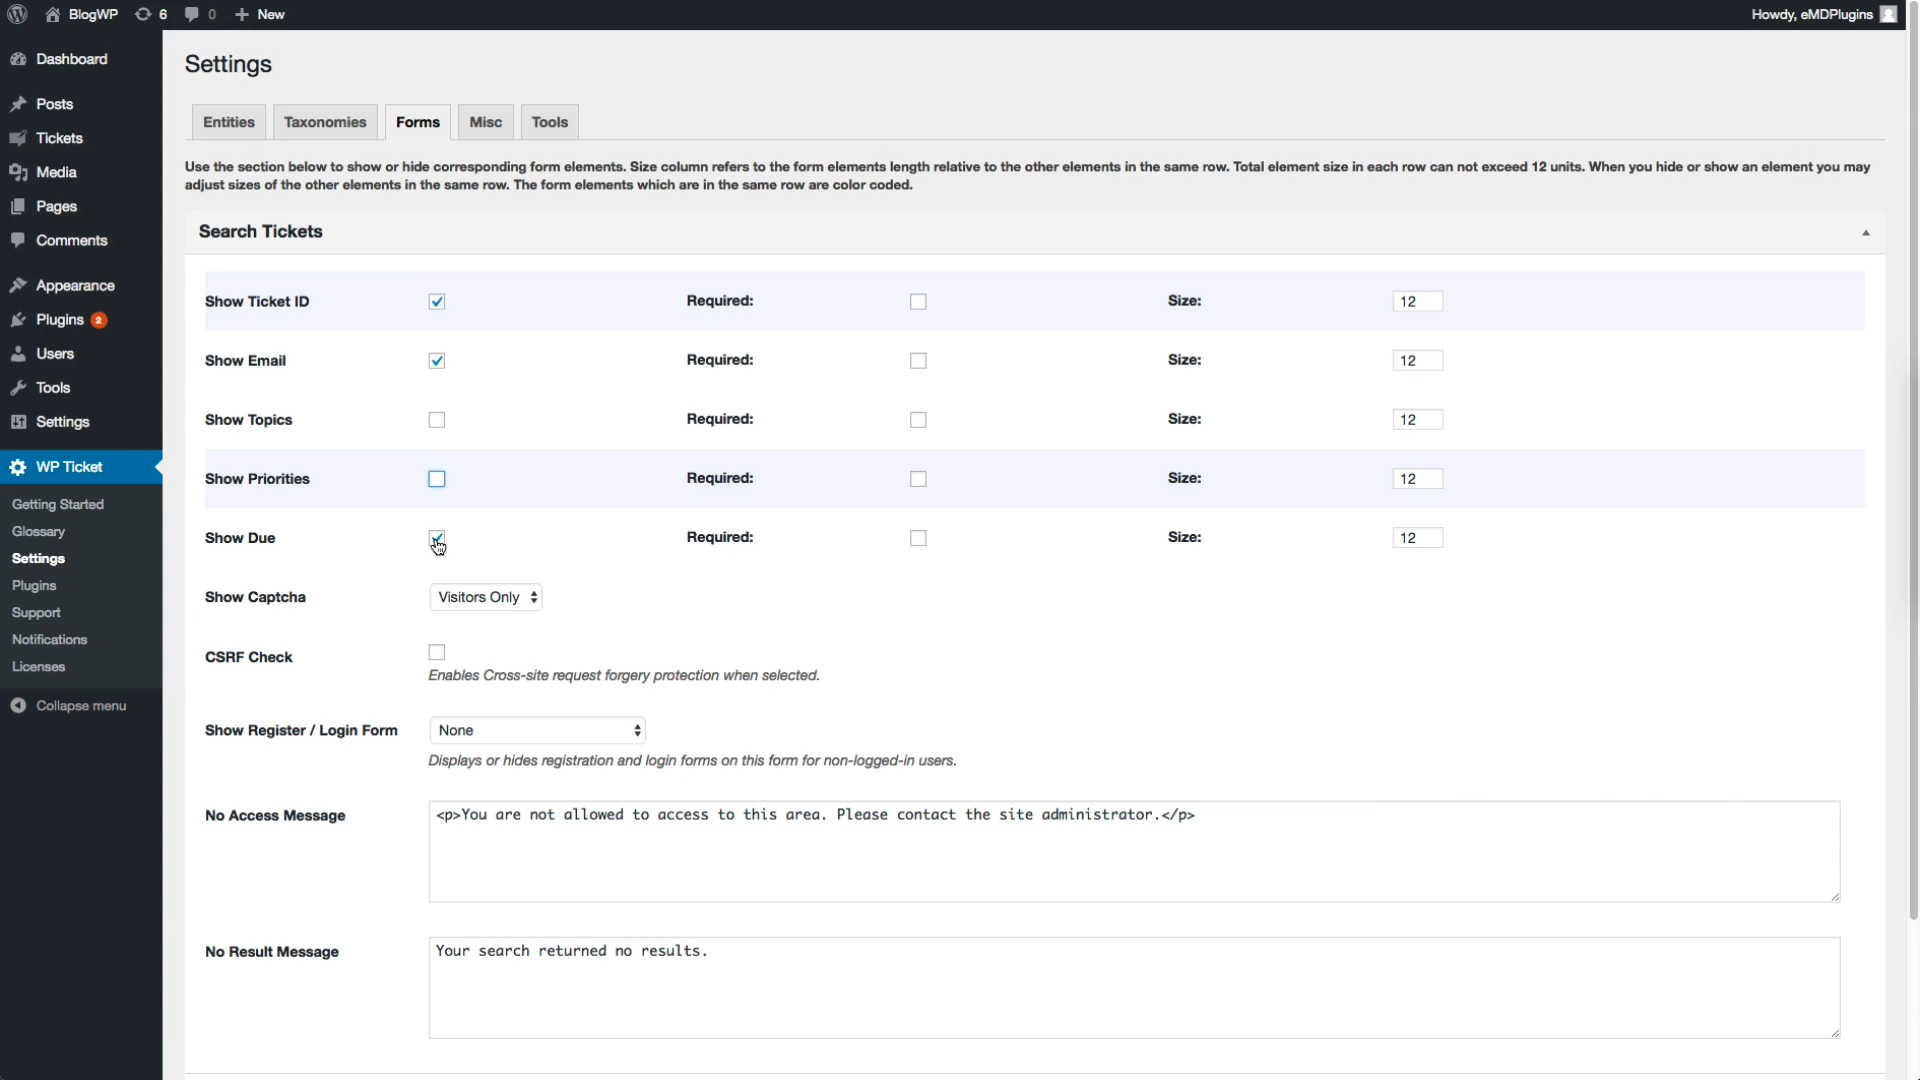 BlogWP 6 0 New Howdy, eMDPlugins
Dashboard
Posts
Tickets
Media
Pages
Comments
Appearance
Plugins 2
Users
Tools
Settings
WP Ticket
Getting Started
Glossary
Settings
Plugins
Support
Notifications
Licenses
Collapse menu
Settings
Entities Taxonomies Forms Misc Tools
Use the section below to show or hide corresponding form elements. Size column refers to the form elements length relative to the other elements in the same row. Total element size in each row can not exceed 12 units. When you hide or show an element you may
adjust sizes of the other elements in the same row. The form elements which are in the same row are color coded.
Search Tickets
Show Ticket ID Required: Size: 12
Show Email Required: Size: 12
Show Topics Required: Size: 12
Show Priorities Required: Size: 12
Show Due Required: Size: 12
Show Captcha Visitors Only
CSRF Check
Enables Cross-site request forgery protection when selected.
Show Register / Login Form None
Displays or hides registration and login forms on this form for non-logged-in users.
No Access Message <p>You are not allowed to access to this area. Please contact the site administrator.</p>
No Result Message Your search returned no results.